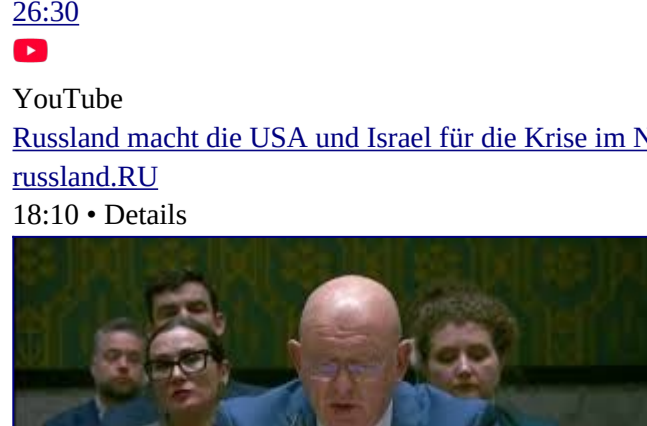 26:30
YouTube
Russland macht die USA und Israel für die Krise im
russland.RU
18:10 • Details